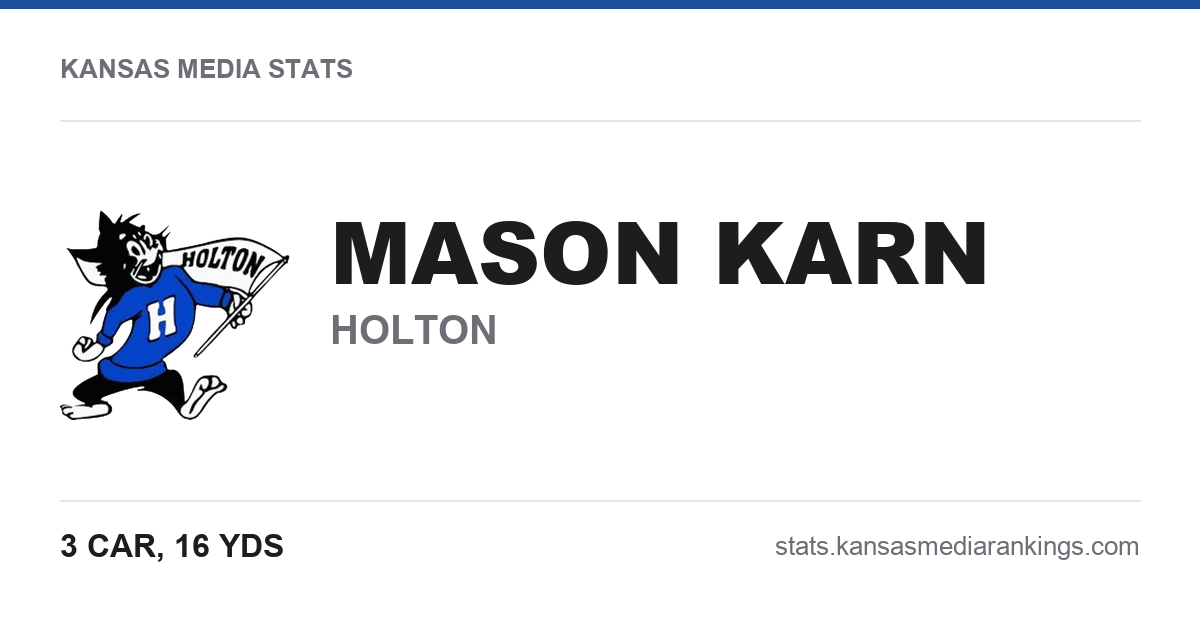 KANSAS MEDIA STATS
HOLTON
H
MASON KARN
HOLTON
3 CAR, 16 YDS
stats.kansasmediarankings.com